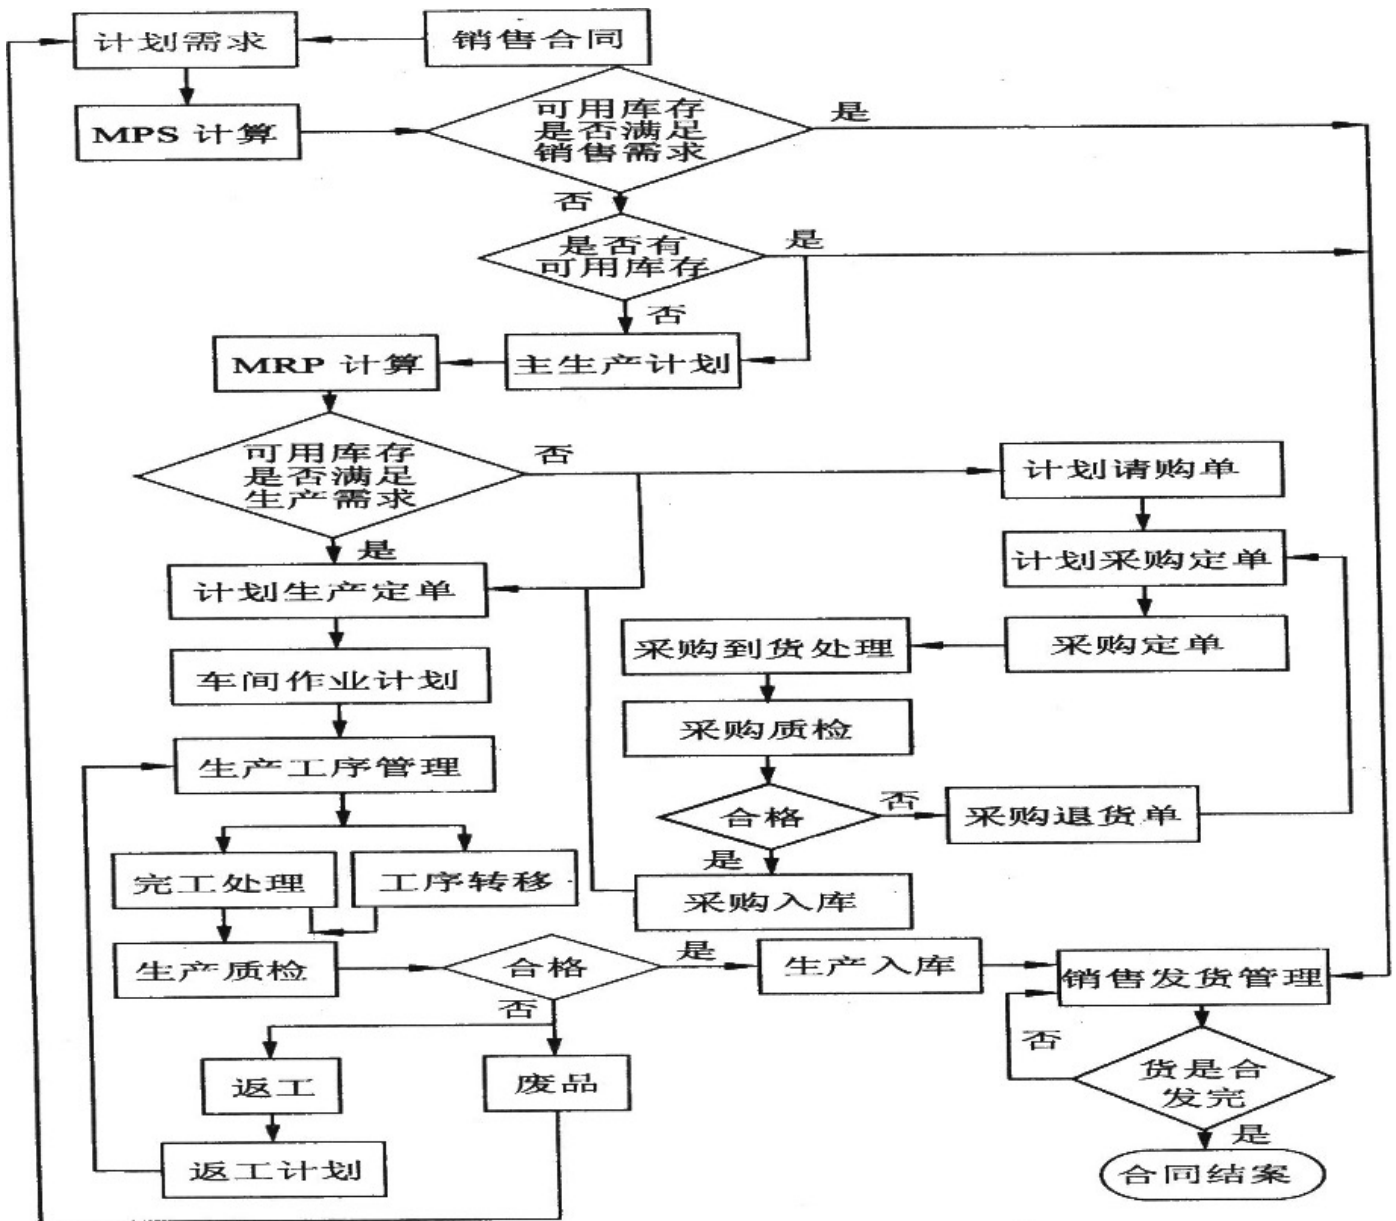 计划需求
销售合同
MPS 计算
可用库存
是否满足
销售需求
是
否
是否有
可用库存
是
否
主生产计划
MRP 计算
可用库存
是否满足
生产需求
否
计划请购单
是
计划采购定单
计划生产定单
采购定单
采购到货处理
车间作业计划
采购质检
生产工序管理
合格
否
采购退货单
是
完工处理
工序转移
采购入库
生产质检
合格
是
生产入库
销售发货管理
否
否
返工
废品
货是合
发完
是
返工计划
合同结案